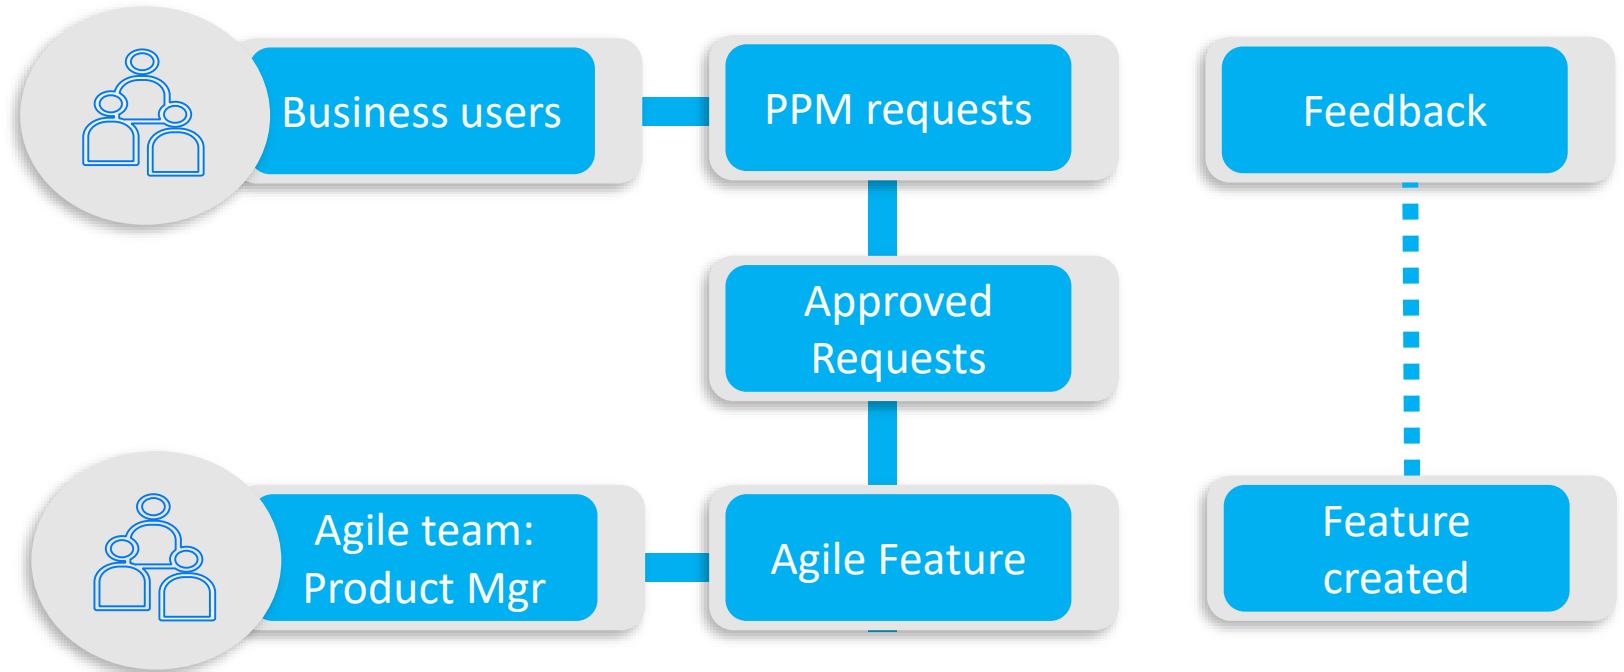 Business users
PPM requests
Feedback
Approved
Requests
Agile team:
Product Mgr
Agile Feature
Feature
created